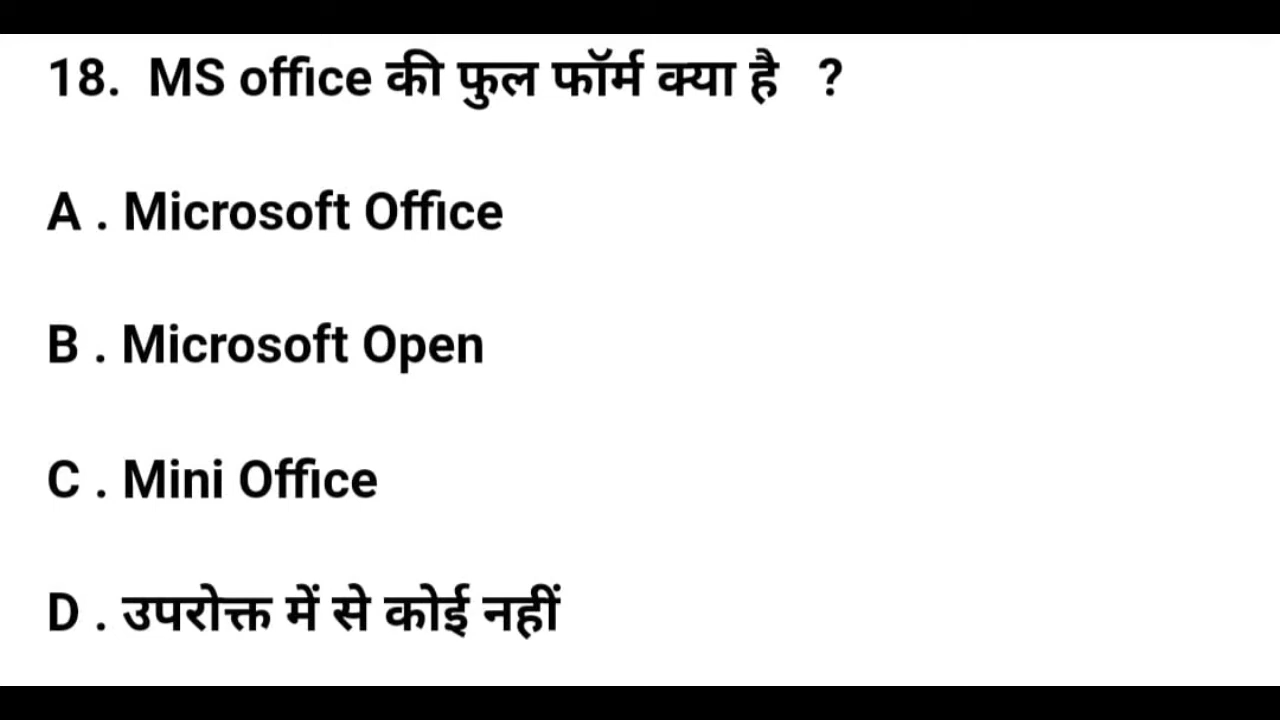 18. MS office की फुल फॉर्म क्या है ?
A . Microsoft Office
B . Microsoft Open
C . Mini Office
D . उपरोक्त में से कोई नहीं